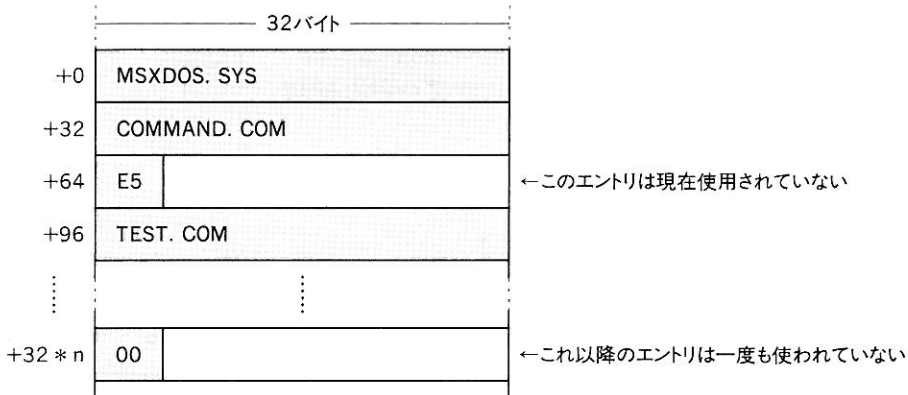 32バイト
+0 MSXDOS. SYS
+32 COMMAND. COM
+64 E5 ←このエントリは現在使用されていない
+96 TEST. COM
+32 * n 00 ←これ以降のエントリは一度も使われていない